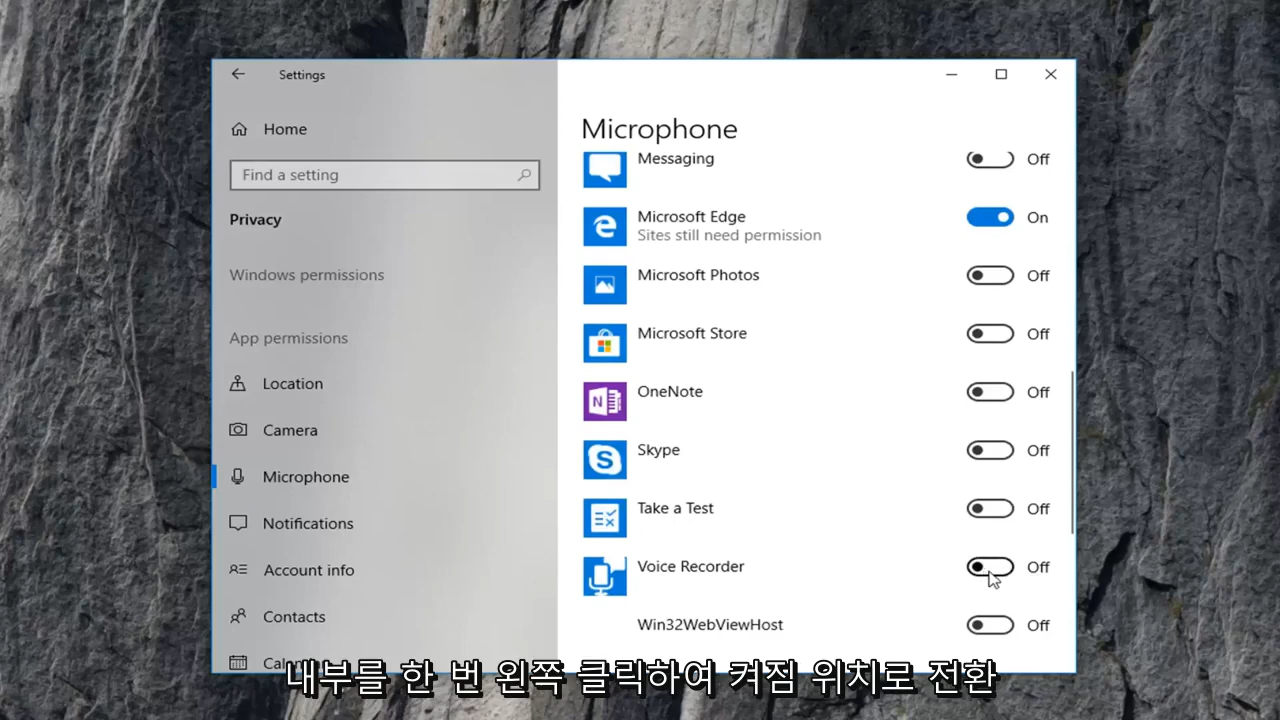 Settings
Home
Find a setting
Privacy
Windows permissions
App permissions
Location
Camera
Microphone
Notifications
Account info
Contacts
Microphone
Messaging Off
Microsoft Edge On
Sites still need permission
Microsoft Photos Off
Microsoft Store Off
OneNote Off
Skype Off
Take a Test Off
Voice Recorder Off
Win32WebViewHost Off
내부를 한 번 왼쪽 클릭하여 켜짐 위치로 전환